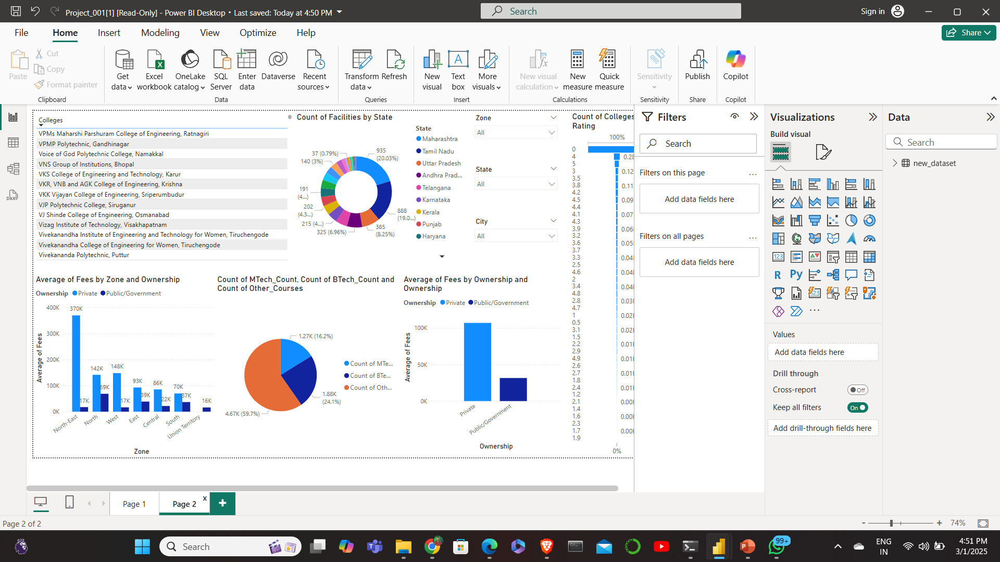 Project_001[1] [Read-Only] - Power BI Desktop • Last saved: Today at 4:50 PM
Search
Sign in
File
Home
Insert
Modeling
View
Optimize
Help
Share
Paste
Cut
Copy
Format painter
Clipboard
Get
data
Excel
workbook
OneLake
catalog
SQL
Server
Enter
data
Dataverse
Recent
sources
Data
Transform
data
Refresh
Queries
New
visual
Text
box
More
visuals
Insert
New visual
calculation
New
measure
Quick
measure
Calculations
Sensitivity
Sensitivity
Publish
Share
Copilot
Copilot
Colleges
VPMs Maharshi Parshuram College of Engineering, Ratnagiri
VPMP Polytechnic, Gandhinagar
Voice of God Polytechnic College, Namakkal
VNS Group of Institutions, Bhopal
VKS College of Engineering and Technology, Karur
VKR, VNB and AGK College of Engineering, Krishna
VKK Vijayan College of Engineering, Sriperumbudur
VJP Polytechnic College, Siruganur
VJ Shinde College of Engineering, Osmanabad
Vizag Institute of Technology, Visakhapatnam
Vivekanandha Institute of Engineering and Technology for Women, Tiruchengode
Vivekanandha College of Engineering for Women, Tiruchengode
Vivekananda Polytechnic, Puttur
Count of Facilities by State
37 (0.79%)
140 (3%)
191
(4...)
202
(4.3...)
215 (4...)
325 (6.96%)
385
(8.25%)
888
(19.0...)
935
(20.03%)
State
Maharashtra
Tamil Nadu
Uttar Pradesh
Andhra Prad...
Telangana
Karnataka
Kerala
Punjab
Haryana
Zone
All
State
All
City
All
Count of Colleges
Rating
100%
0
4
5
3
3.5
3.8
4.2
4.5
4.4
4.1
4.3
3.9
3.2
3.6
3.7
3.3
2.5
4.6
2
3.4
4.8
2.8
4.7
1
0.5
3.1
1.5
2.2
2.9
4.9
2.6
2.7
1.8
2.4
1.2
2.1
1.4
1.6
2.3
1.7
1.9
0.28
0.12
0.11
0.09
0.07
0.06
0.05
0.04
0.04
0.04
0.03
0.02
0.02
0.01
0.01
0.01
0.01
0.00
0.00
0.00
0%
Average of Fees by Zone and Ownership
Ownership Private Public/Government
Average of Fees
400K
300K
200K
100K
0K
370K
17K
142K
69K
148K
17K
93K
39K
86K
22K
70K
37K
16K
North-East
North
West
East
Central
South
Union Territory
Zone
Count of MTech_Count, Count of BTech_Count and
Count of Other_Courses
1.27K (16.2%)
1.88K
(24.1%)
4.67K (59.7%)
Count of MTe...
Count of BTe...
Count of Oth...
Average of Fees by Ownership and
Ownership
Ownership Private Public/Government
Average of Fees
100K
50K
0K
Private
Public/Government
Ownership
Filters
Search
Filters on this page
...
Add data fields here
Filters on all pages
...
Add data fields here
Visualizations
Build visual
123
R
Py
123
...
Values
Add data fields here
Drill through
Cross-report
Off
Keep all filters
On
Add drill-through fields here
Data
Search
new_dataset
DAX
Page 1
Page 2
x
+
Page 2 of 2
- + 74%
Search
99+
ENG
IN
4:51 PM
3/1/2025